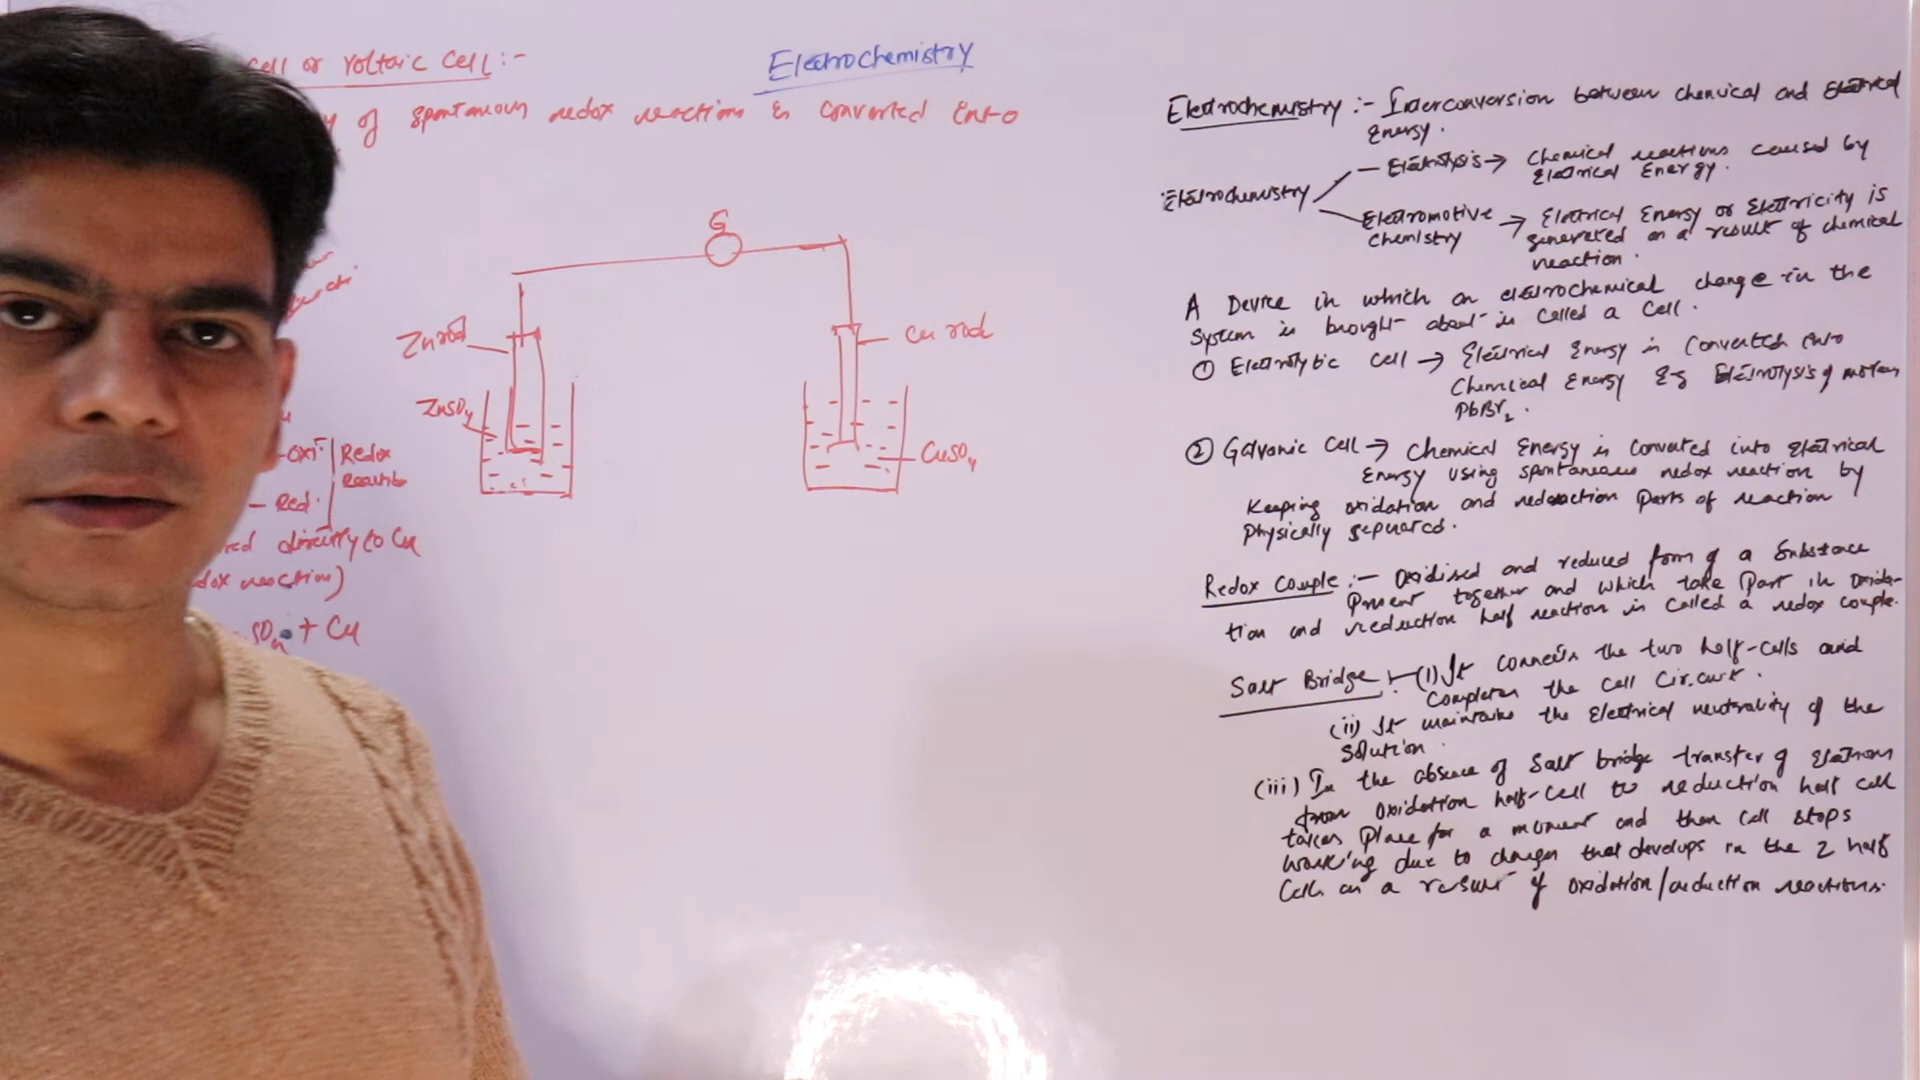 Cell or Voltaic Cell :-
Electrochemistry
of spontaneous redox reactions is converted into
G
Zn rod
Cu rod
ZnSO4
CuSO4
- Oxi. Redox
- Red.
directly to Cu
dox reaction)
SO4 + Cu
Electrochemistry :- Interconversion between chemical and Electrical
Energy.
Electrochemistry
- Electrolysis → Chemical reactions caused by
Electrical Energy.
Electromotive chemistry → Electrical Energy or Electricity is
generated as a result of chemical
reaction.
A Device in which an electrochemical change in the
system is brought about is called a Cell.
① Electrolytic Cell → Electrical Energy is Converted into
Chemical Energy Eg Electrolysis of molten
PbBr2.
② Galvanic Cell → Chemical Energy is Converted into Electrical
Energy using spontaneous redox reaction by
Keeping oxidation and reduction Parts of reaction
Physically separated.
Redox Couple :- Oxidised and reduced form of a Substance
Present together and which take Part in oxida-
tion and reduction half reaction is called a redox couple.
Salt Bridge :- (i) It connects the two half-cells and
Completes the Cell Circuit.
(ii) It maintains the Electrical neutrality of the
Solution.
(iii) In the absence of Salt bridge transfer of Electrons
from Oxidation half-cell to reduction half cell
takes Place for a moment and then Cell stops
working due to charges that develops in the 2 half
Cells as a result of oxidation/reduction reactions.